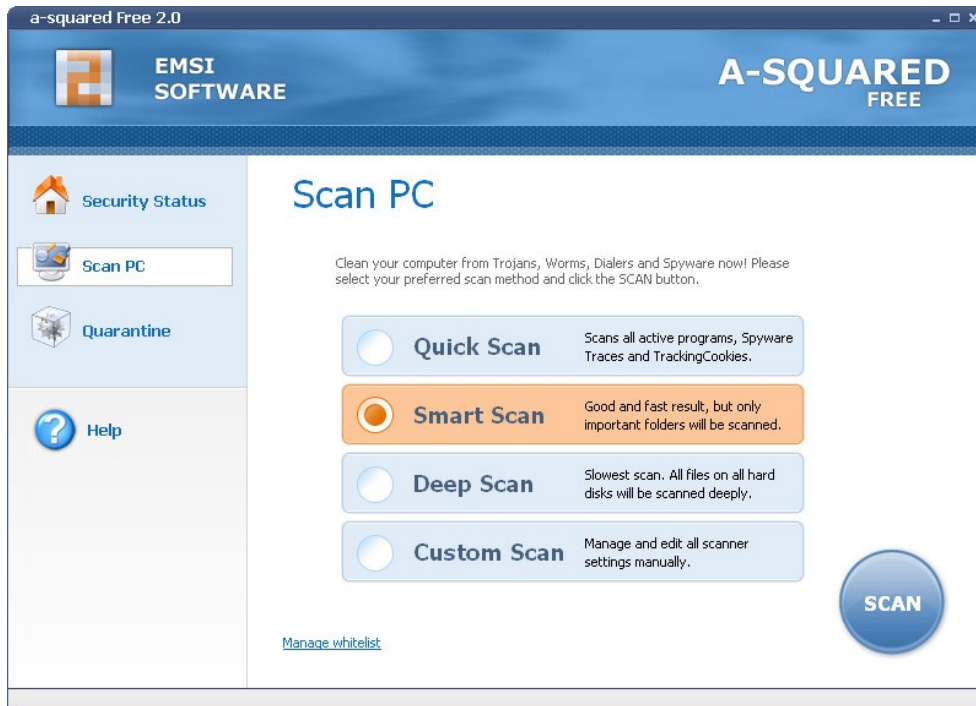 a-squared Free 2.0
EMSI
SOFTWARE
A-SQUARED
FREE
Security Status
Scan PC
Quarantine
Help
Scan PC
Clean your computer from Trojans, Worms, Dialers and Spyware now! Please
select your preferred scan method and click the SCAN button.
Quick Scan
Scans all active programs, Spyware
Traces and TrackingCookies.
Smart Scan
Good and fast result, but only
important folders will be scanned.
Deep Scan
Slowest scan. All files on all hard
disks will be scanned deeply.
Custom Scan
Manage and edit all scanner
settings manually.
SCAN
Manage whitelist